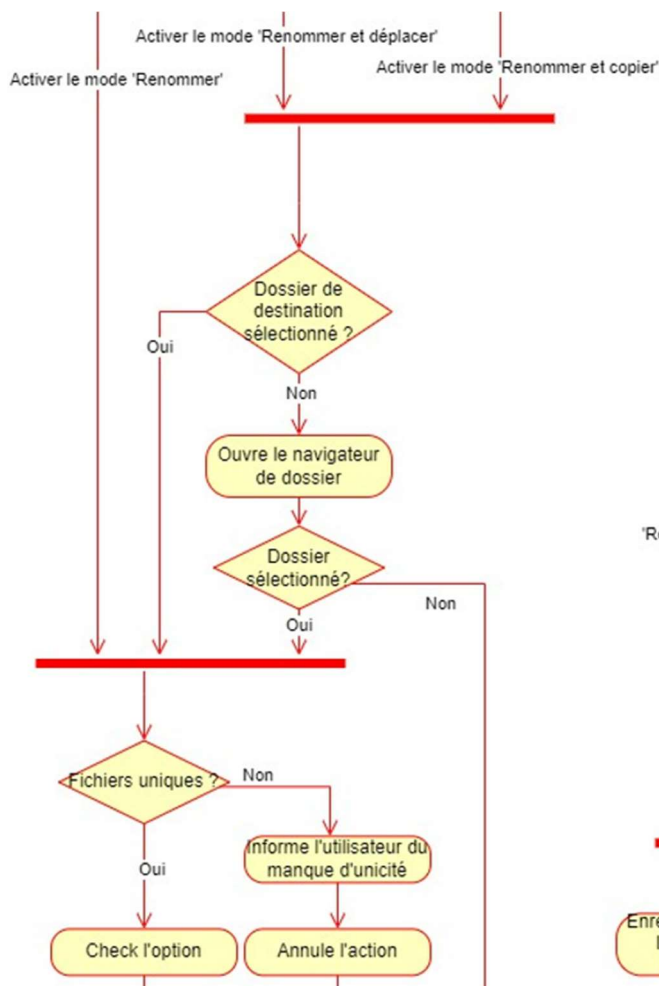 Activer le mode 'Renommer et déplacer'
Activer le mode 'Renommer'
Activer le mode 'Renommer et copier'
Dossier de
destination
sélectionné ?
Oui
Non
Ouvre le navigateur
de dossier
Dossier
sélectionné?
Non
Oui
Fichiers uniques ?
Non
Informe l'utilisateur du
manque d'unicité
Oui
Check l'option
Annule l'action